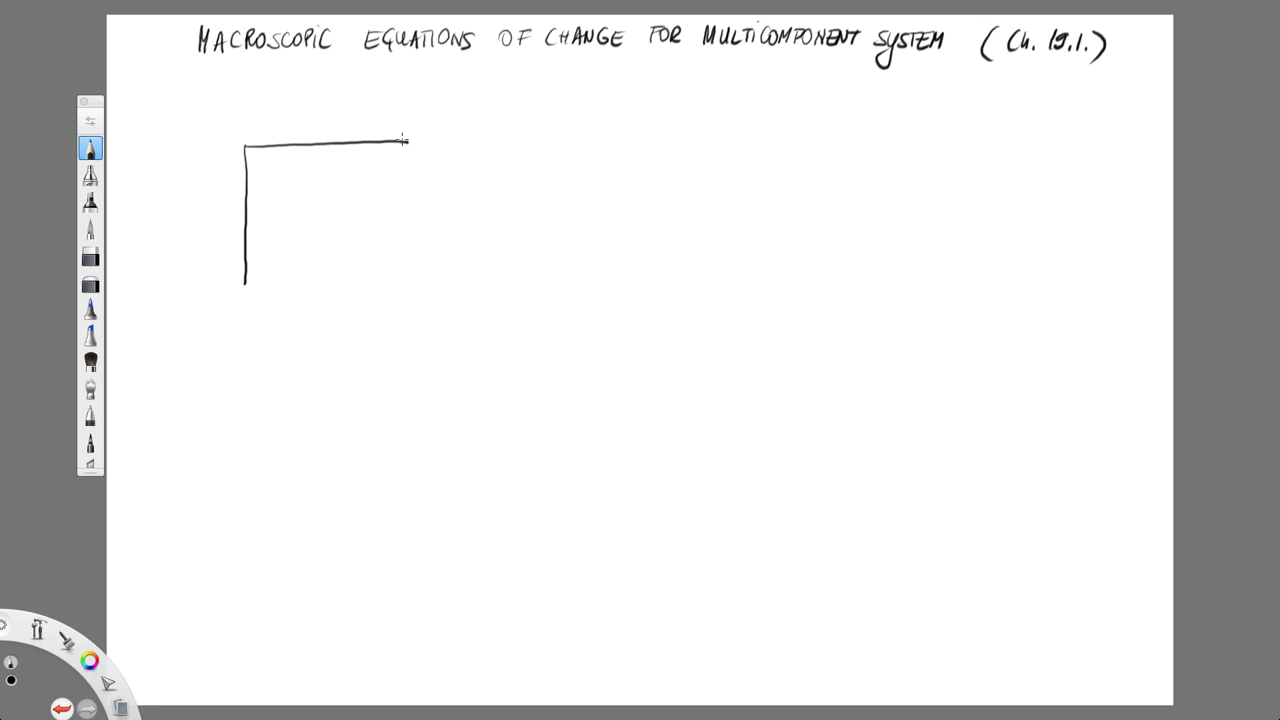 MACROSCOPIC EQUATIONS OF CHANGE FOR MULTICOMPONENT SYSTEM (Ch. 19.1.)